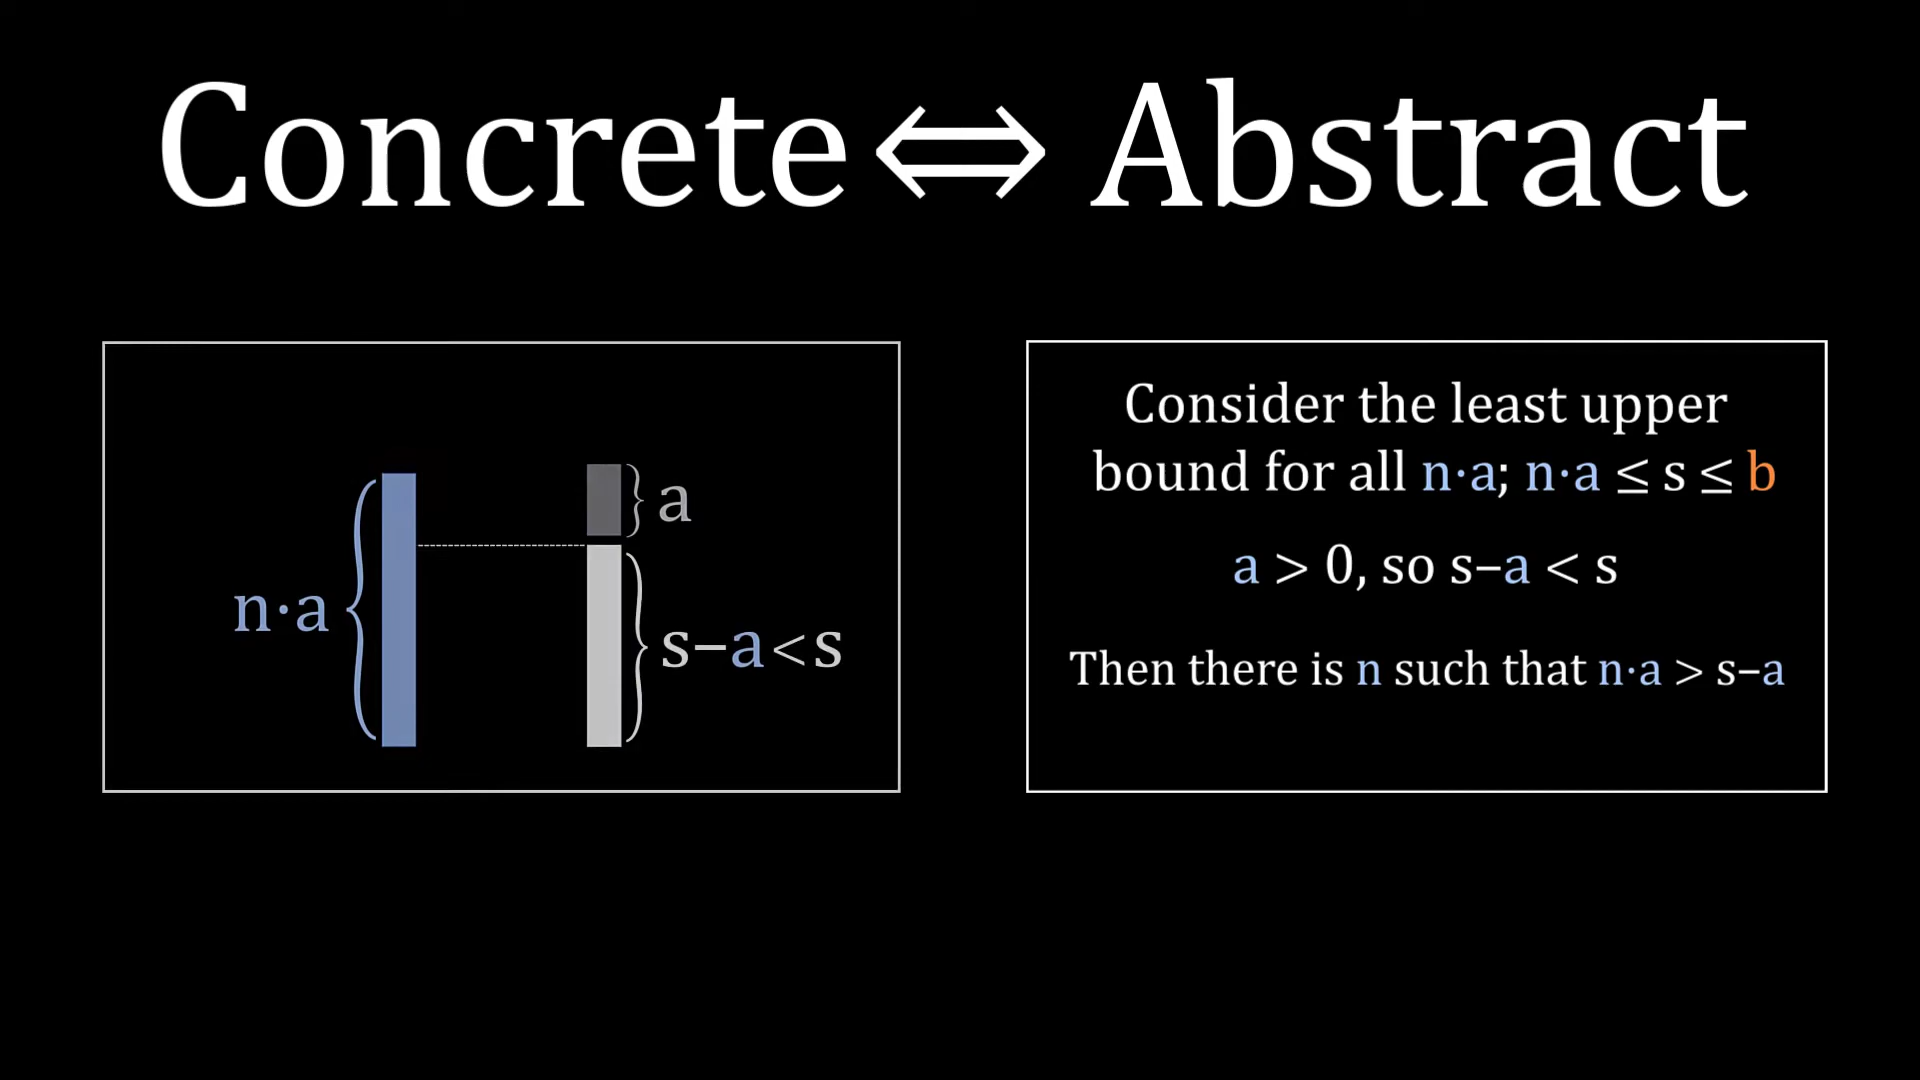 Concrete ⇔ Abstract
n·a
a
s–a<s
Consider the least upper
bound for all n·a; n·a ≤ s ≤ b
a > 0, so s–a < s
Then there is n such that n·a > s–a